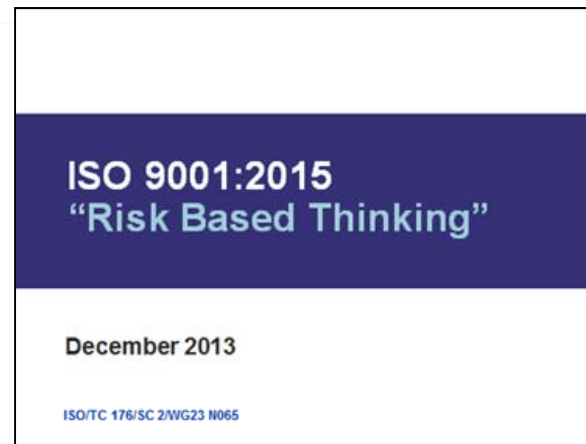 ISO 9001:2015
“Risk Based Thinking”
December 2013
ISO/TC 176/SC 2/WG23 N065